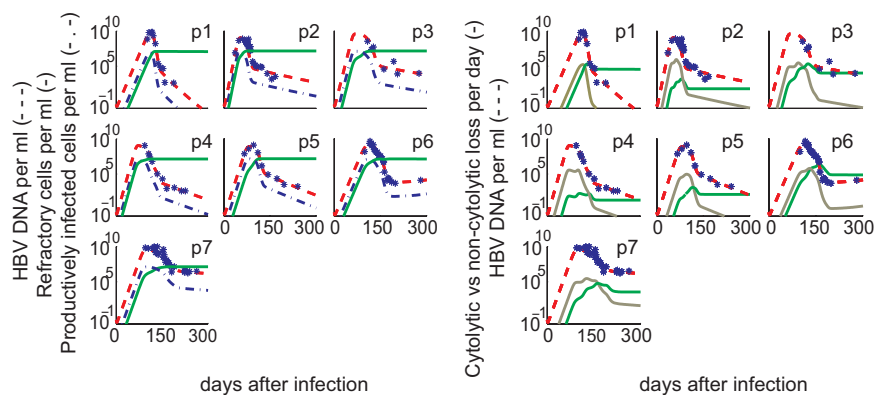 HBV DNA per ml (- - -)
Refractory cells per ml (-)
Productively infected cells per ml (- . -)
10^10
10^5
10^-1
p1
p2
p3
10^10
10^5
10^-1
p4
p5
p6
0 150 300
0 150 300
10^10
10^5
10^-1
p7
0 150 300
days after infection
Cytolytic vs non-cytolytic loss per day (-)
HBV DNA per ml (- - -)
10^10
10^5
10^-1
p1
p2
p3
10^10
10^5
10^-1
p4
p5
p6
0 150 300
0 150 300
10^10
10^5
10^-1
p7
0 150 300
days after infection